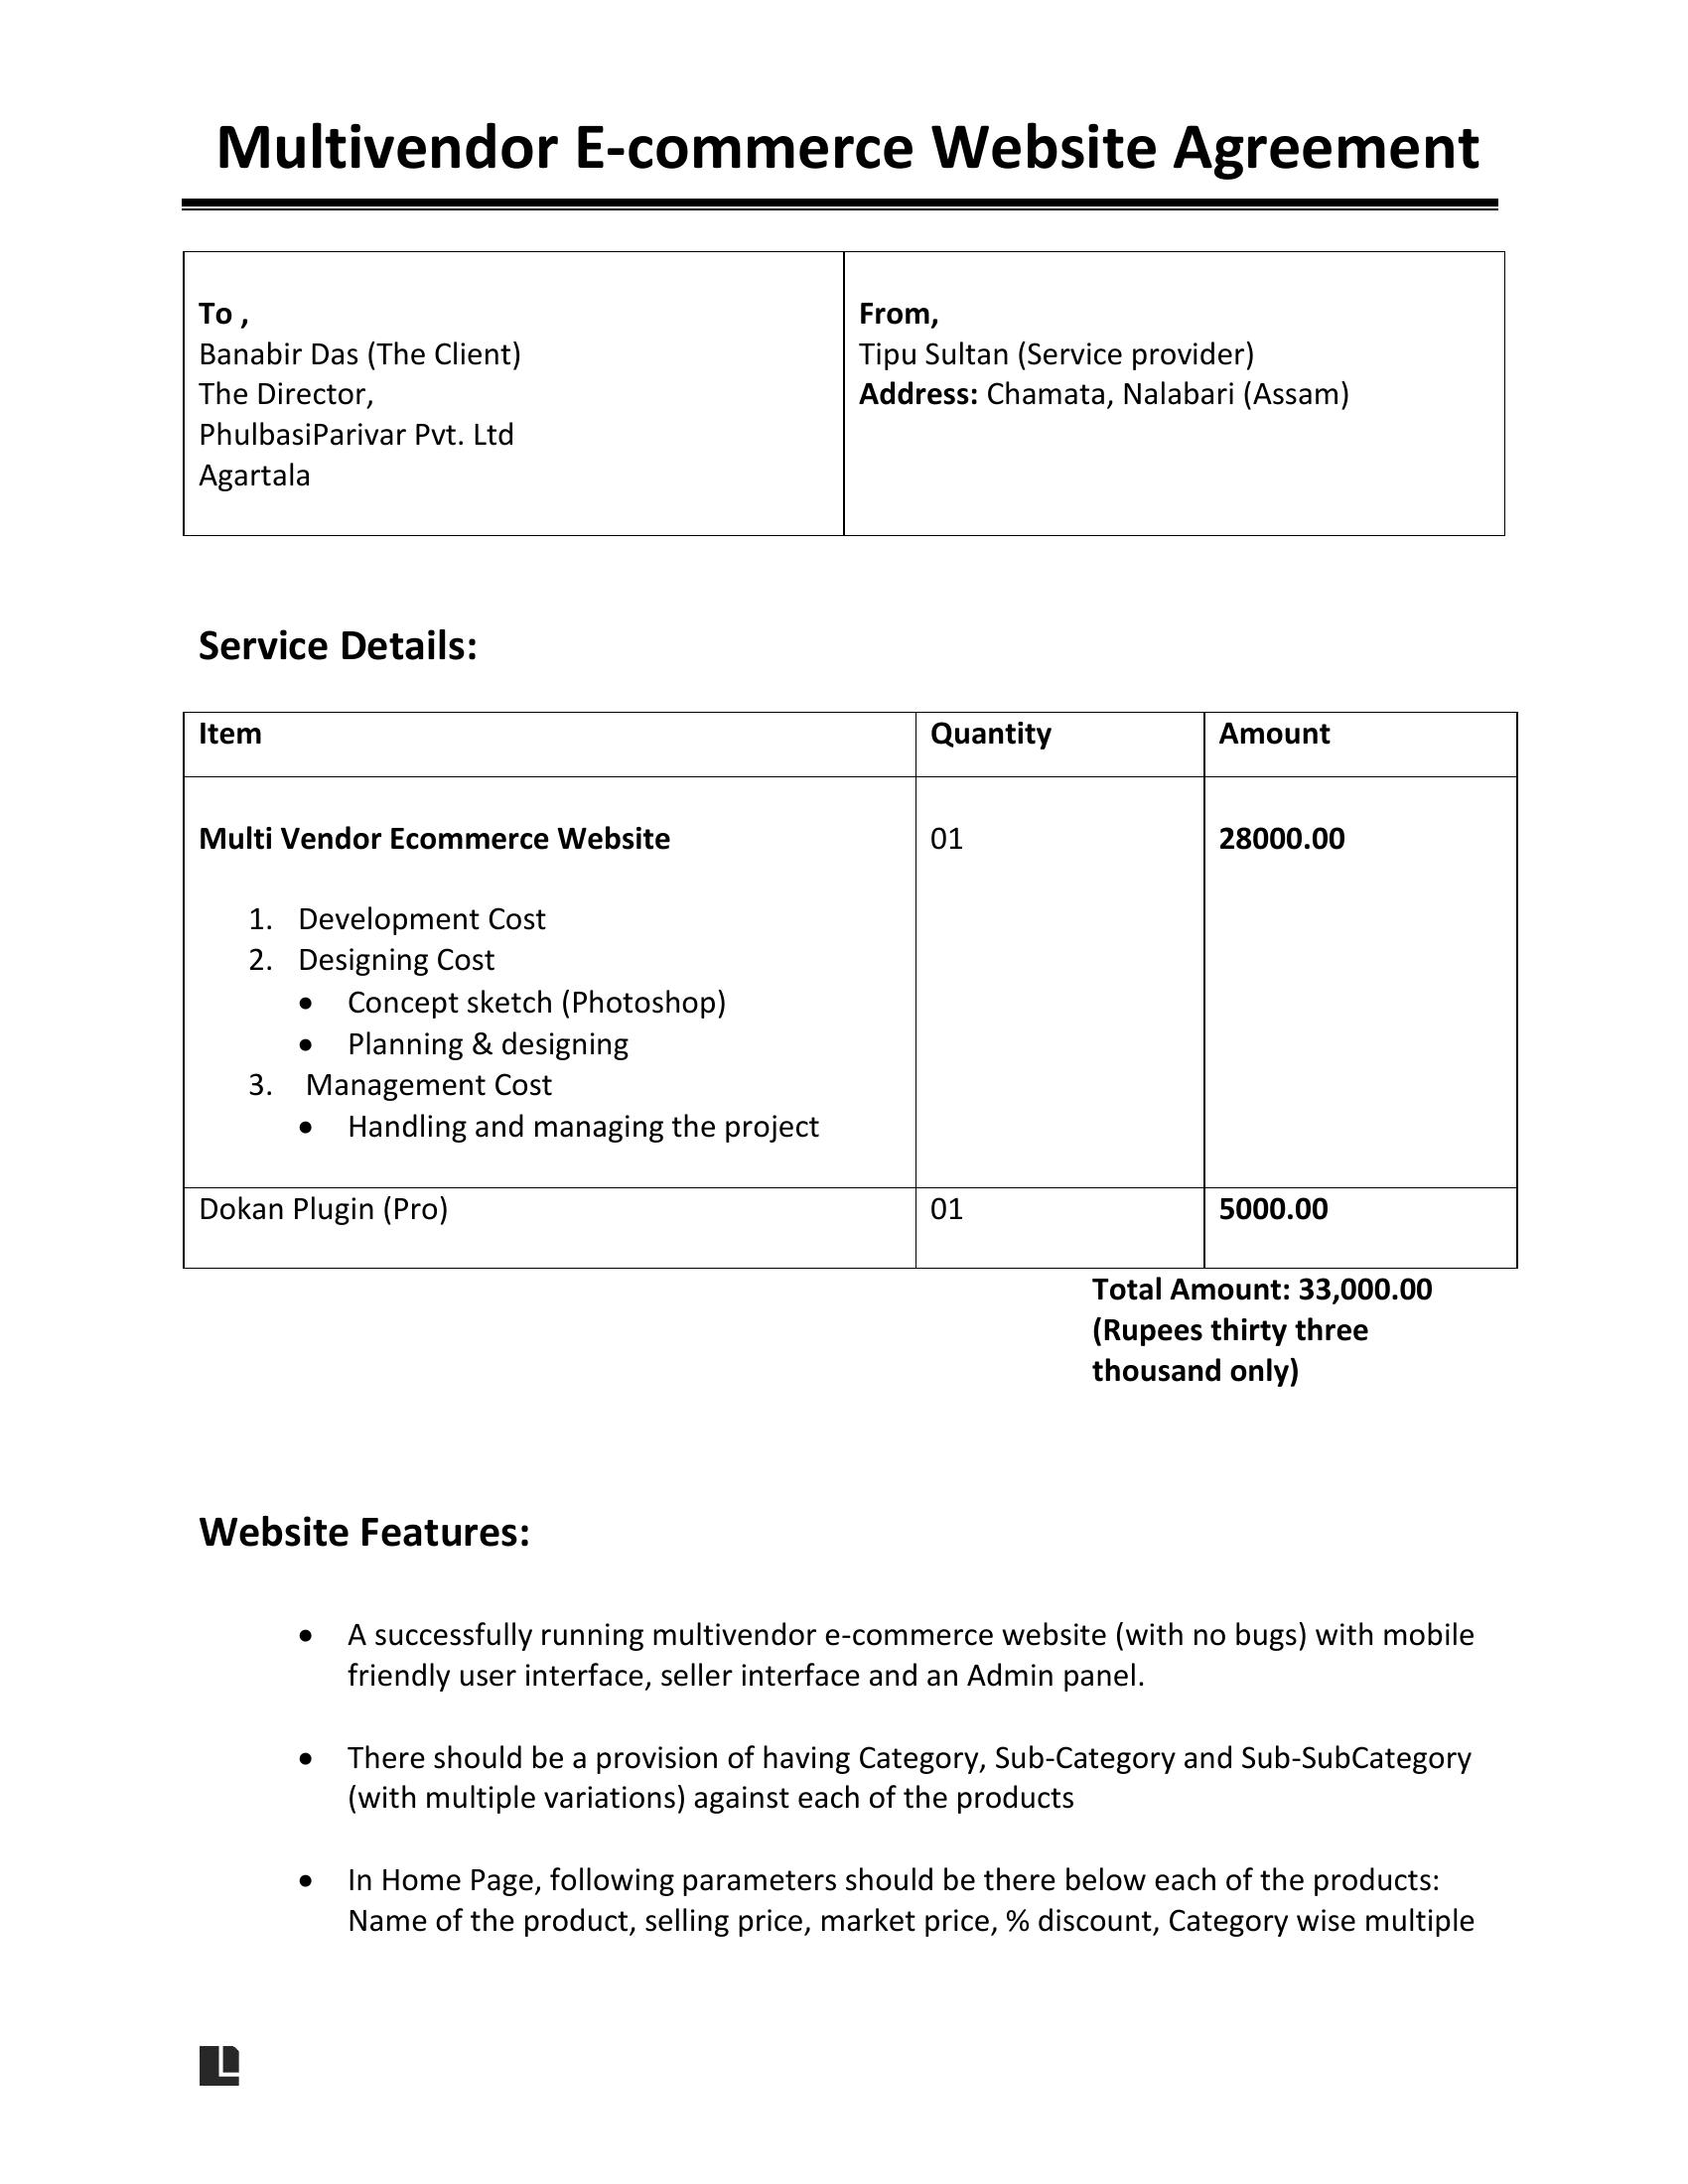 Multivendor E-commerce Website Agreement
To ,
Banabir Das (The Client)
The Director,
PhulbasiParivar Pvt. Ltd
Agartala
From,
Tipu Sultan (Service provider)
Address: Chamata, Nalabari (Assam)
Service Details:
Item Quantity Amount
Multi Vendor Ecommerce Website 01 28000.00
1. Development Cost
2. Designing Cost
• Concept sketch (Photoshop)
• Planning & designing
3. Management Cost
• Handling and managing the project
Dokan Plugin (Pro) 01 5000.00
Total Amount: 33,000.00
(Rupees thirty three
thousand only)
Website Features:
• A successfully running multivendor e-commerce website (with no bugs) with mobile
friendly user interface, seller interface and an Admin panel.
• There should be a provision of having Category, Sub-Category and Sub-SubCategory
(with multiple variations) against each of the products
• In Home Page, following parameters should be there below each of the products:
Name of the product, selling price, market price, % discount, Category wise multiple